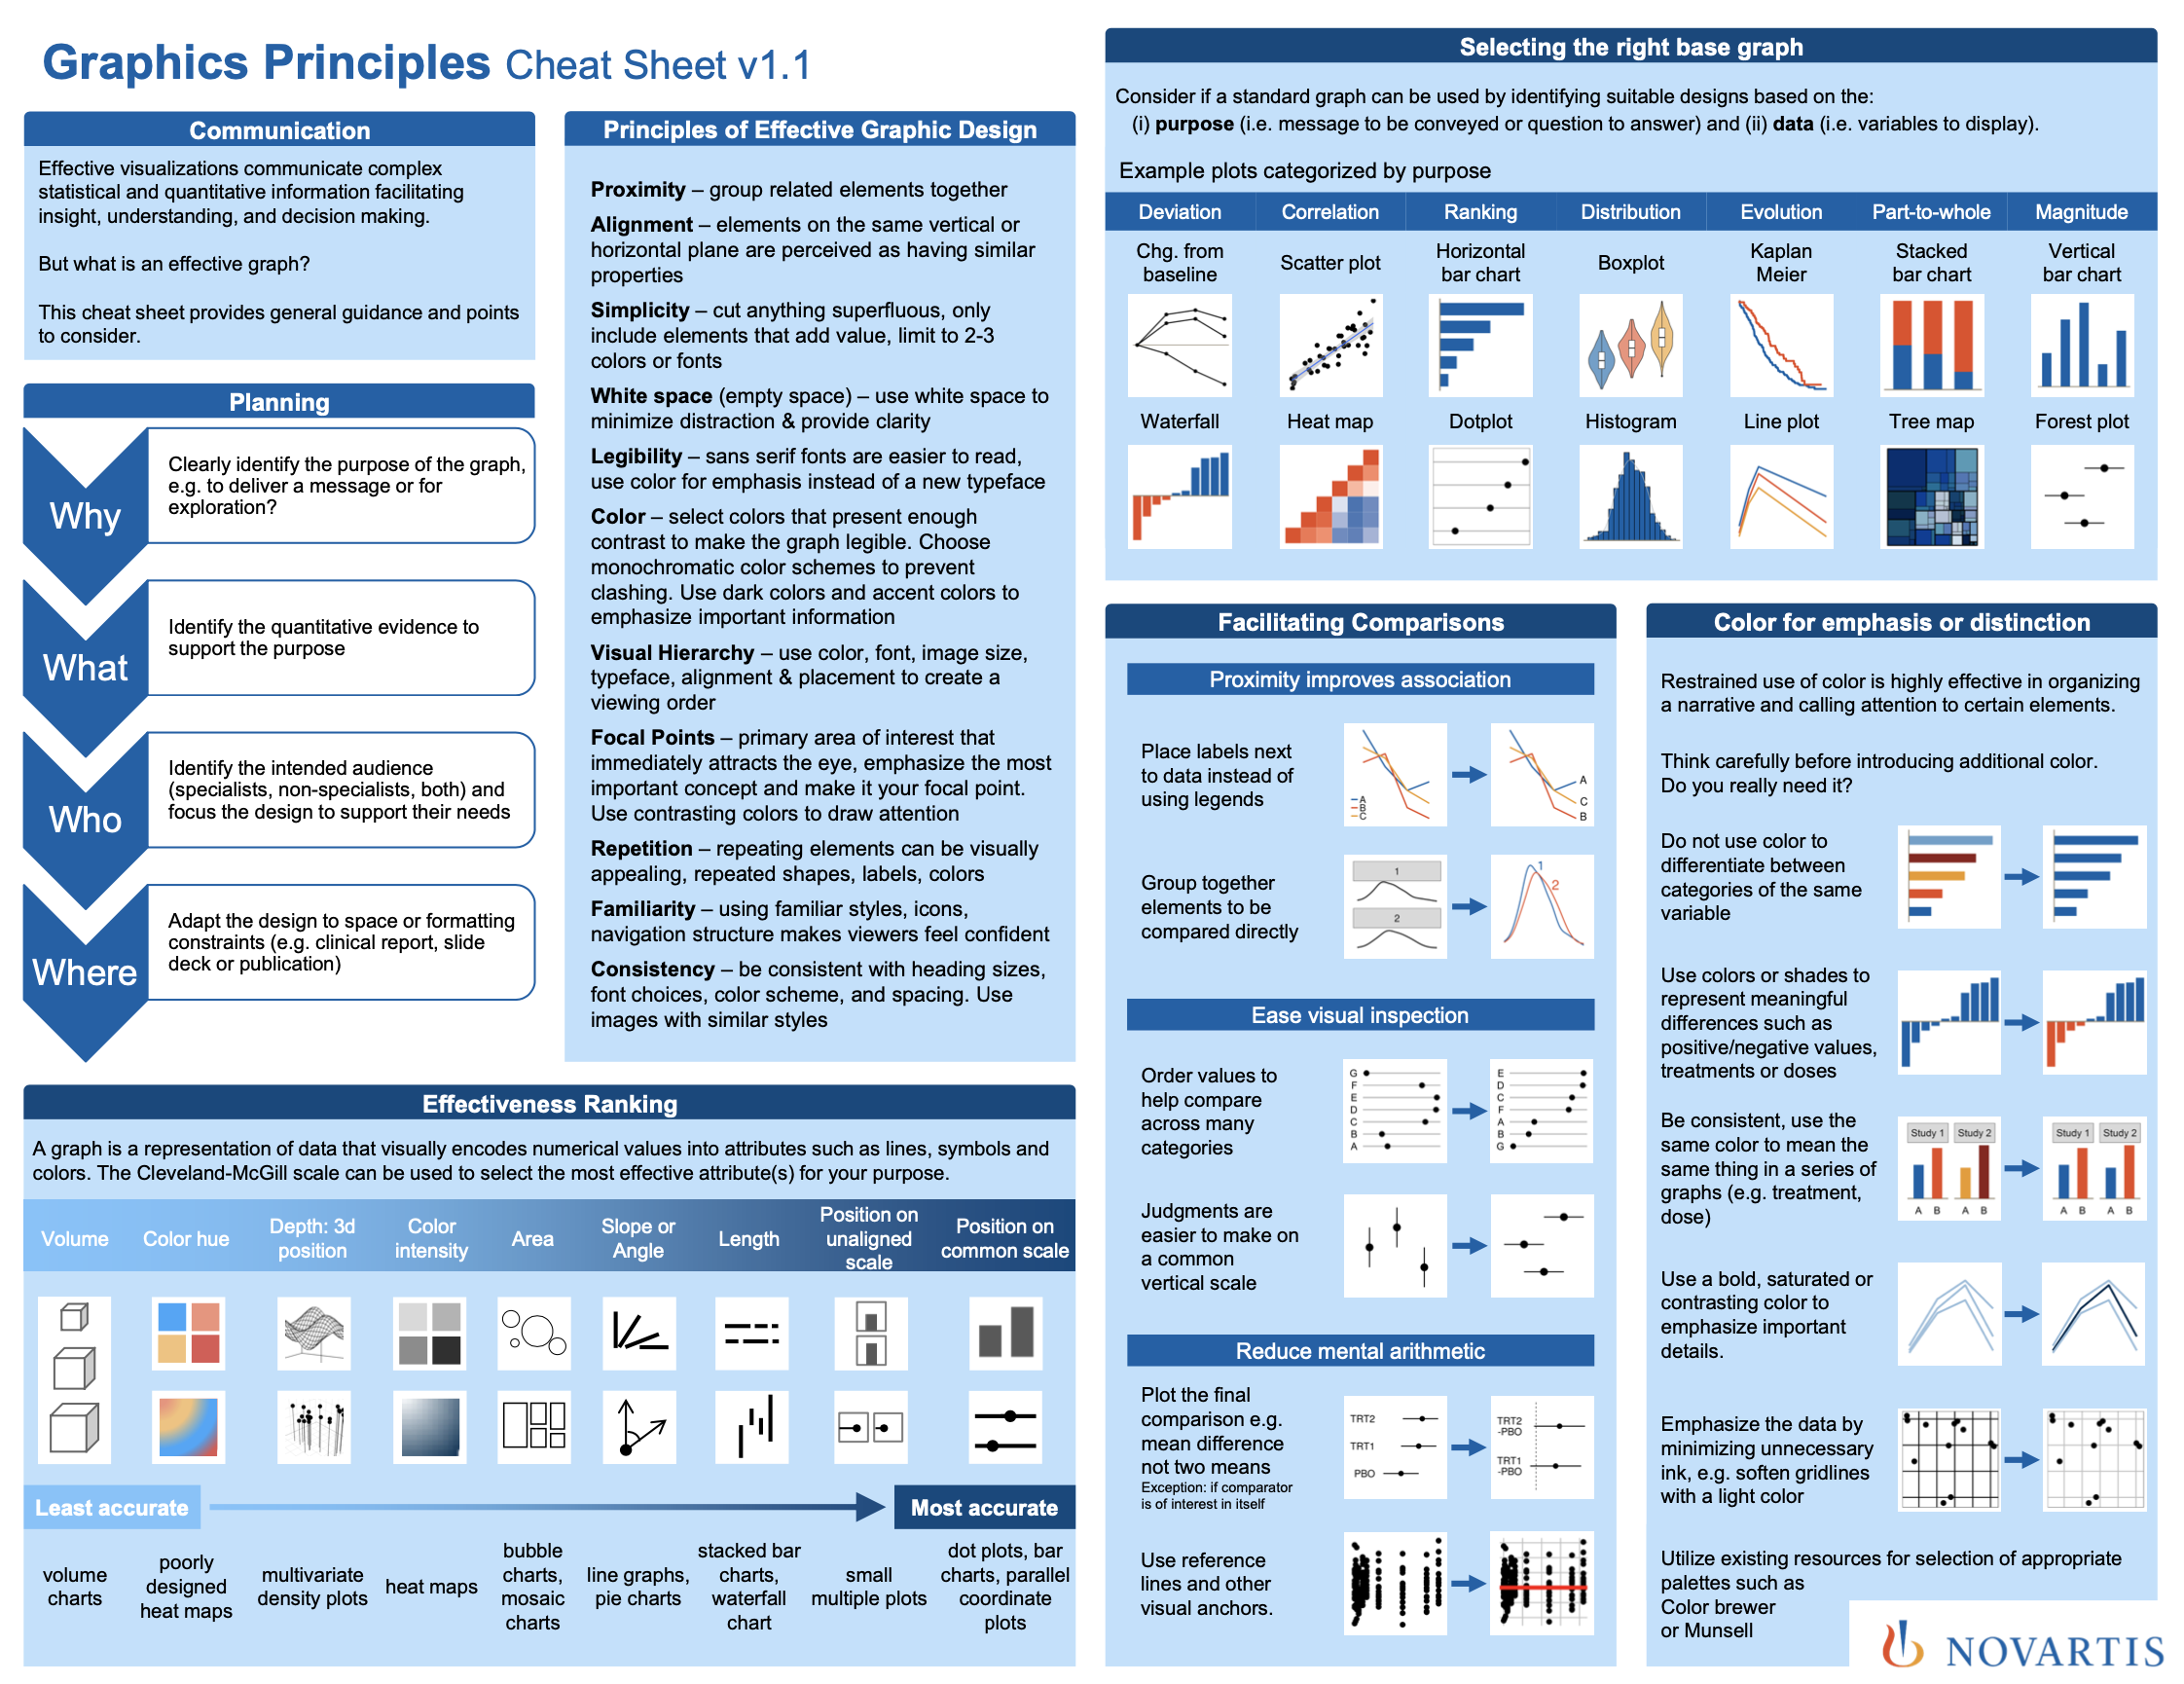 Graphics Principles Cheat Sheet v1.1
Communication
Effective visualizations communicate complex
statistical and quantitative information facilitating
insight, understanding, and decision making.
But what is an effective graph?
This cheat sheet provides general guidance and points
to consider.
Planning
Why
Clearly identify the purpose of the graph,
e.g. to deliver a message or for
exploration?
What
Identify the quantitative evidence to
support the purpose
Who
Identify the intended audience
(specialists, non-specialists, both) and
focus the design to support their needs
Where
Adapt the design to space or formatting
constraints (e.g. clinical report, slide
deck or publication)
Principles of Effective Graphic Design
Proximity – group related elements together
Alignment – elements on the same vertical or
horizontal plane are perceived as having similar
properties
Simplicity – cut anything superfluous, only
include elements that add value, limit to 2-3
colors or fonts
White space (empty space) – use white space to
minimize distraction & provide clarity
Legibility – sans serif fonts are easier to read,
use color for emphasis instead of a new typeface
Color – select colors that present enough
contrast to make the graph legible. Choose
monochromatic color schemes to prevent
clashing. Use dark colors and accent colors to
emphasize important information
Visual Hierarchy – use color, font, image size,
typeface, alignment & placement to create a
viewing order
Focal Points – primary area of interest that
immediately attracts the eye, emphasize the most
important concept and make it your focal point.
Use contrasting colors to draw attention
Repetition – repeating elements can be visually
appealing, repeated shapes, labels, colors
Familiarity – using familiar styles, icons,
navigation structure makes viewers feel confident
Consistency – be consistent with heading sizes,
font choices, color scheme, and spacing. Use
images with similar styles
Effectiveness Ranking
A graph is a representation of data that visually encodes numerical values into attributes such as lines, symbols and
colors. The Cleveland-McGill scale can be used to select the most effective attribute(s) for your purpose.
Volume
Color hue
Depth: 3d
position
Color
intensity
Area
Slope or
Angle
Length
Position on
unaligned
scale
Position on
common scale
Least accurate
Most accurate
volume
charts
poorly
designed
heat maps
multivariate
density plots
heat maps
bubble
charts,
mosaic
charts
line graphs,
pie charts
stacked bar
charts,
waterfall
chart
small
multiple plots
dot plots, bar
charts, parallel
coordinate
plots
Selecting the right base graph
Consider if a standard graph can be used by identifying suitable designs based on the:
(i) purpose (i.e. message to be conveyed or question to answer) and (ii) data (i.e. variables to display).
Example plots categorized by purpose
Deviation
Correlation
Ranking
Distribution
Evolution
Part-to-whole
Magnitude
Chg. from
baseline
Scatter plot
Horizontal
bar chart
Boxplot
Kaplan
Meier
Stacked
bar chart
Vertical
bar chart
Waterfall
Heat map
Dotplot
Histogram
Line plot
Tree map
Forest plot
Facilitating Comparisons
Proximity improves association
Place labels next
to data instead of
using legends
A
B
C
A
C
B
Group together
elements to be
compared directly
1
2
1
2
Ease visual inspection
Order values to
help compare
across many
categories
G
F
E
D
C
B
A
E
D
C
F
A
B
G
Judgments are
easier to make on
a common
vertical scale
Reduce mental arithmetic
Plot the final
comparison e.g.
mean difference
not two means
Exception: if comparator
is of interest in itself
TRT2
TRT1
PBO
TRT2
-PBO
TRT1
-PBO
Use reference
lines and other
visual anchors.
Color for emphasis or distinction
Restrained use of color is highly effective in organizing
a narrative and calling attention to certain elements.
Think carefully before introducing additional color.
Do you really need it?
Do not use color to
differentiate between
categories of the same
variable
Use colors or shades to
represent meaningful
differences such as
positive/negative values,
treatments or doses
Be consistent, use the
same color to mean the
same thing in a series of
graphs (e.g. treatment,
dose)
Study 1 Study 2
A B A B
Study 1 Study 2
A B A B
Use a bold, saturated or
contrasting color to
emphasize important
details.
Emphasize the data by
minimizing unnecessary
ink, e.g. soften gridlines
with a light color
Utilize existing resources for selection of appropriate
palettes such as
Color brewer
or Munsell
NOVARTIS